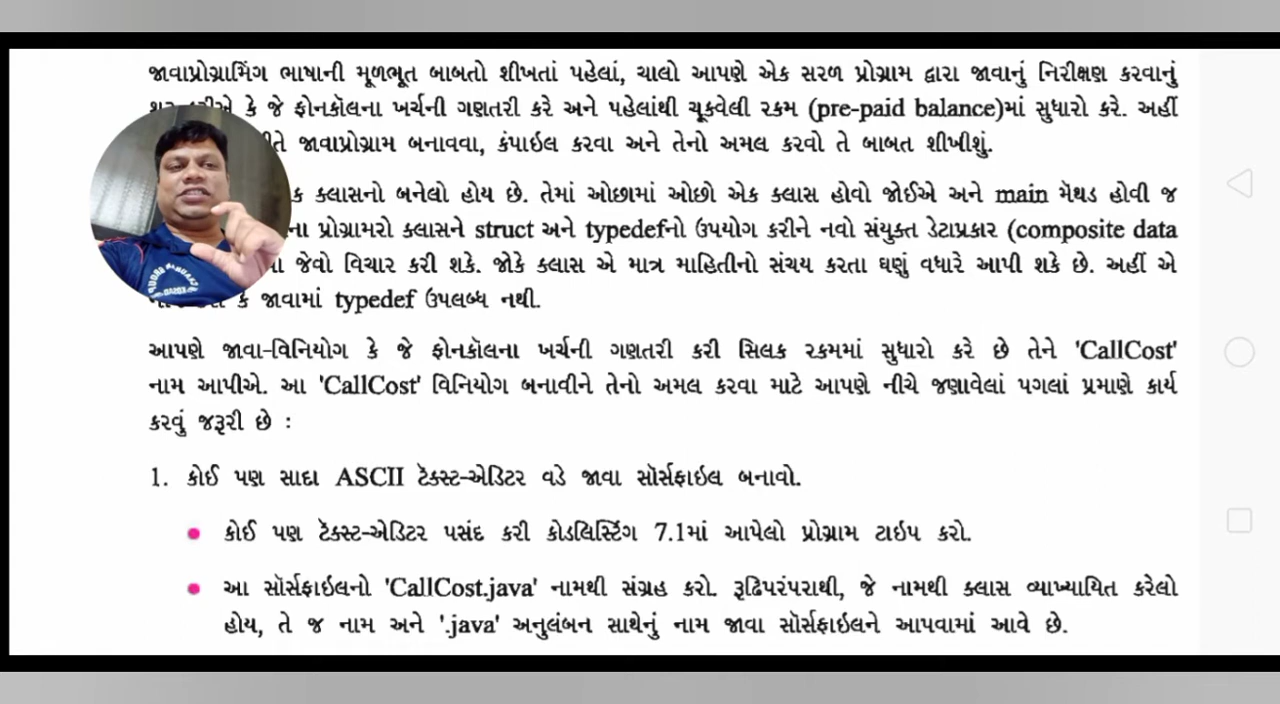 જાવાપ્રોગ્રામિંગ ભાષાની મૂળભૂત બાબતો શીખતાં પહેલાં, ચાલો આપણે એક સરળ પ્રોગ્રામ દ્વારા જાવાનું નિરીક્ષણ કરવાનું
કે જે ફોનકૉલના ખર્ચની ગણતરી કરે અને પહેલાંથી ચૂકવેલી રકમ (pre-paid balance)માં સુધારો કરે. અહીં
જાવાપ્રોગ્રામ બનાવવા, કંપાઇલ કરવા અને તેનો અમલ કરવો તે બાબત શીખીશું.
ક્લાસનો બનેલો હોય છે. તેમાં ઓછામાં ઓછો એક ક્લાસ હોવો જોઈએ અને main મૅથડ હોવી જ
પ્રોગ્રામરો ક્લાસને struct અને typedefનો ઉપયોગ કરીને નવો સંયુક્ત ડેટાપ્રકાર (composite data
જેવો વિચાર કરી શકે. જોકે ક્લાસ એ માત્ર માહિતીનો સંચય કરતા ઘણું વધારે આપી શકે છે. અહીં એ
કે જાવામાં typedef ઉપલબ્ધ નથી.
આપણે જાવા-વિનિયોગ કે જે ફોનકૉલના ખર્ચની ગણતરી કરી સિલક રકમમાં સુધારો કરે છે તેને 'CallCost'
નામ આપીએ. આ 'CallCost' વિનિયોગ બનાવીને તેનો અમલ કરવા માટે આપણે નીચે જણાવેલાં પગલાં પ્રમાણે કાર્ય
કરવું જરૂરી છે :
1. કોઈ પણ સાદા ASCII ટૅક્સ્ટ-એડિટર વડે જાવા સૉર્સફાઇલ બનાવો.
• કોઈ પણ ટૅક્સ્ટ-એડિટર પસંદ કરી કોડલિસ્ટિંગ 7.1માં આપેલો પ્રોગ્રામ ટાઇપ કરો.
• આ સૉર્સફાઇલનો 'CallCost.java' નામથી સંગ્રહ કરો. રૂઢિપરંપરાથી, જે નામથી ક્લાસ વ્યાખ્યાયિત કરેલો
હોય, તે જ નામ અને '.java' અનુલંબન સાથેનું નામ જાવા સૉર્સફાઇલને આપવામાં આવે છે.